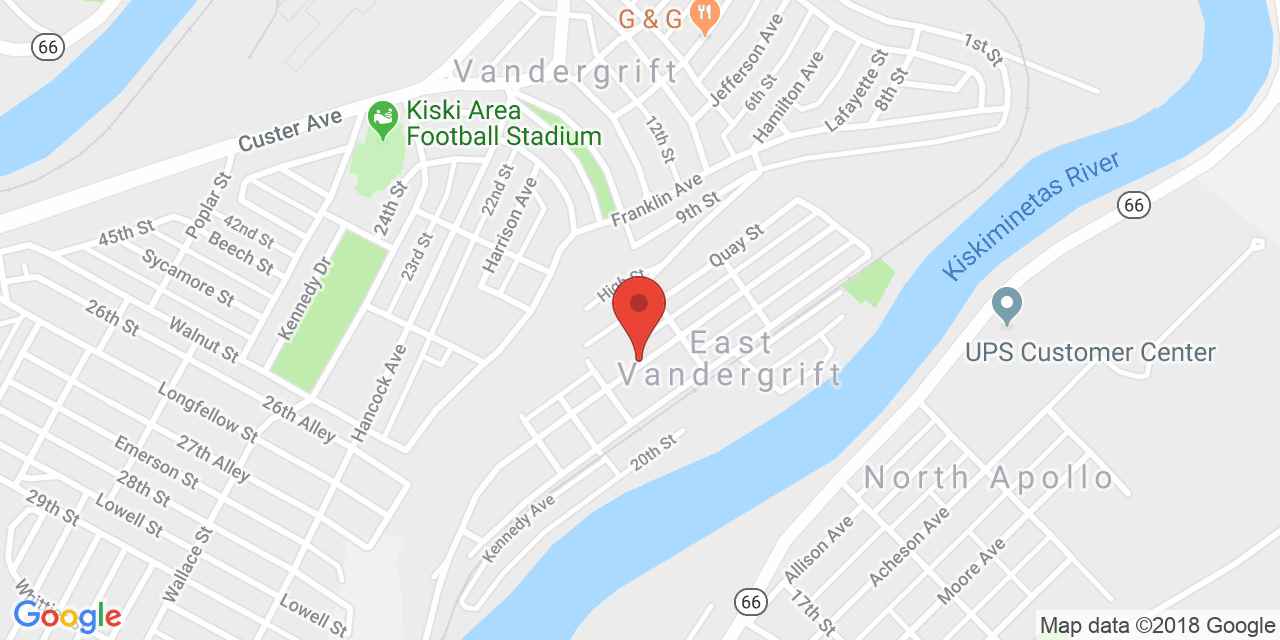 G & G
66
Vandergrift
Jefferson Ave
6th St
Hamilton Ave
Lafayette St
8th St
1st St
Kiski Area
Football Stadium
Custer Ave
12th St
Franklin Ave
9th St
Kiskiminetas River
66
Poplar St
42nd St
Beech St
45th St
Sycamore St
24th St
23rd St
22nd St
Harrison Ave
Kennedy Dr
High St
Quay St
26th St
Walnut St
Hancock Ave
26th Alley
East
Vandergrift
UPS Customer Center
Longfellow St
27th Alley
Emerson St
28th St
Lowell St
29th St
Wallace St
20th St
Kennedy Ave
North Apollo
Allison Ave
Acheson Ave
Moore Ave
17th St
66
Lowell St
Google
Map data ©2018 Google